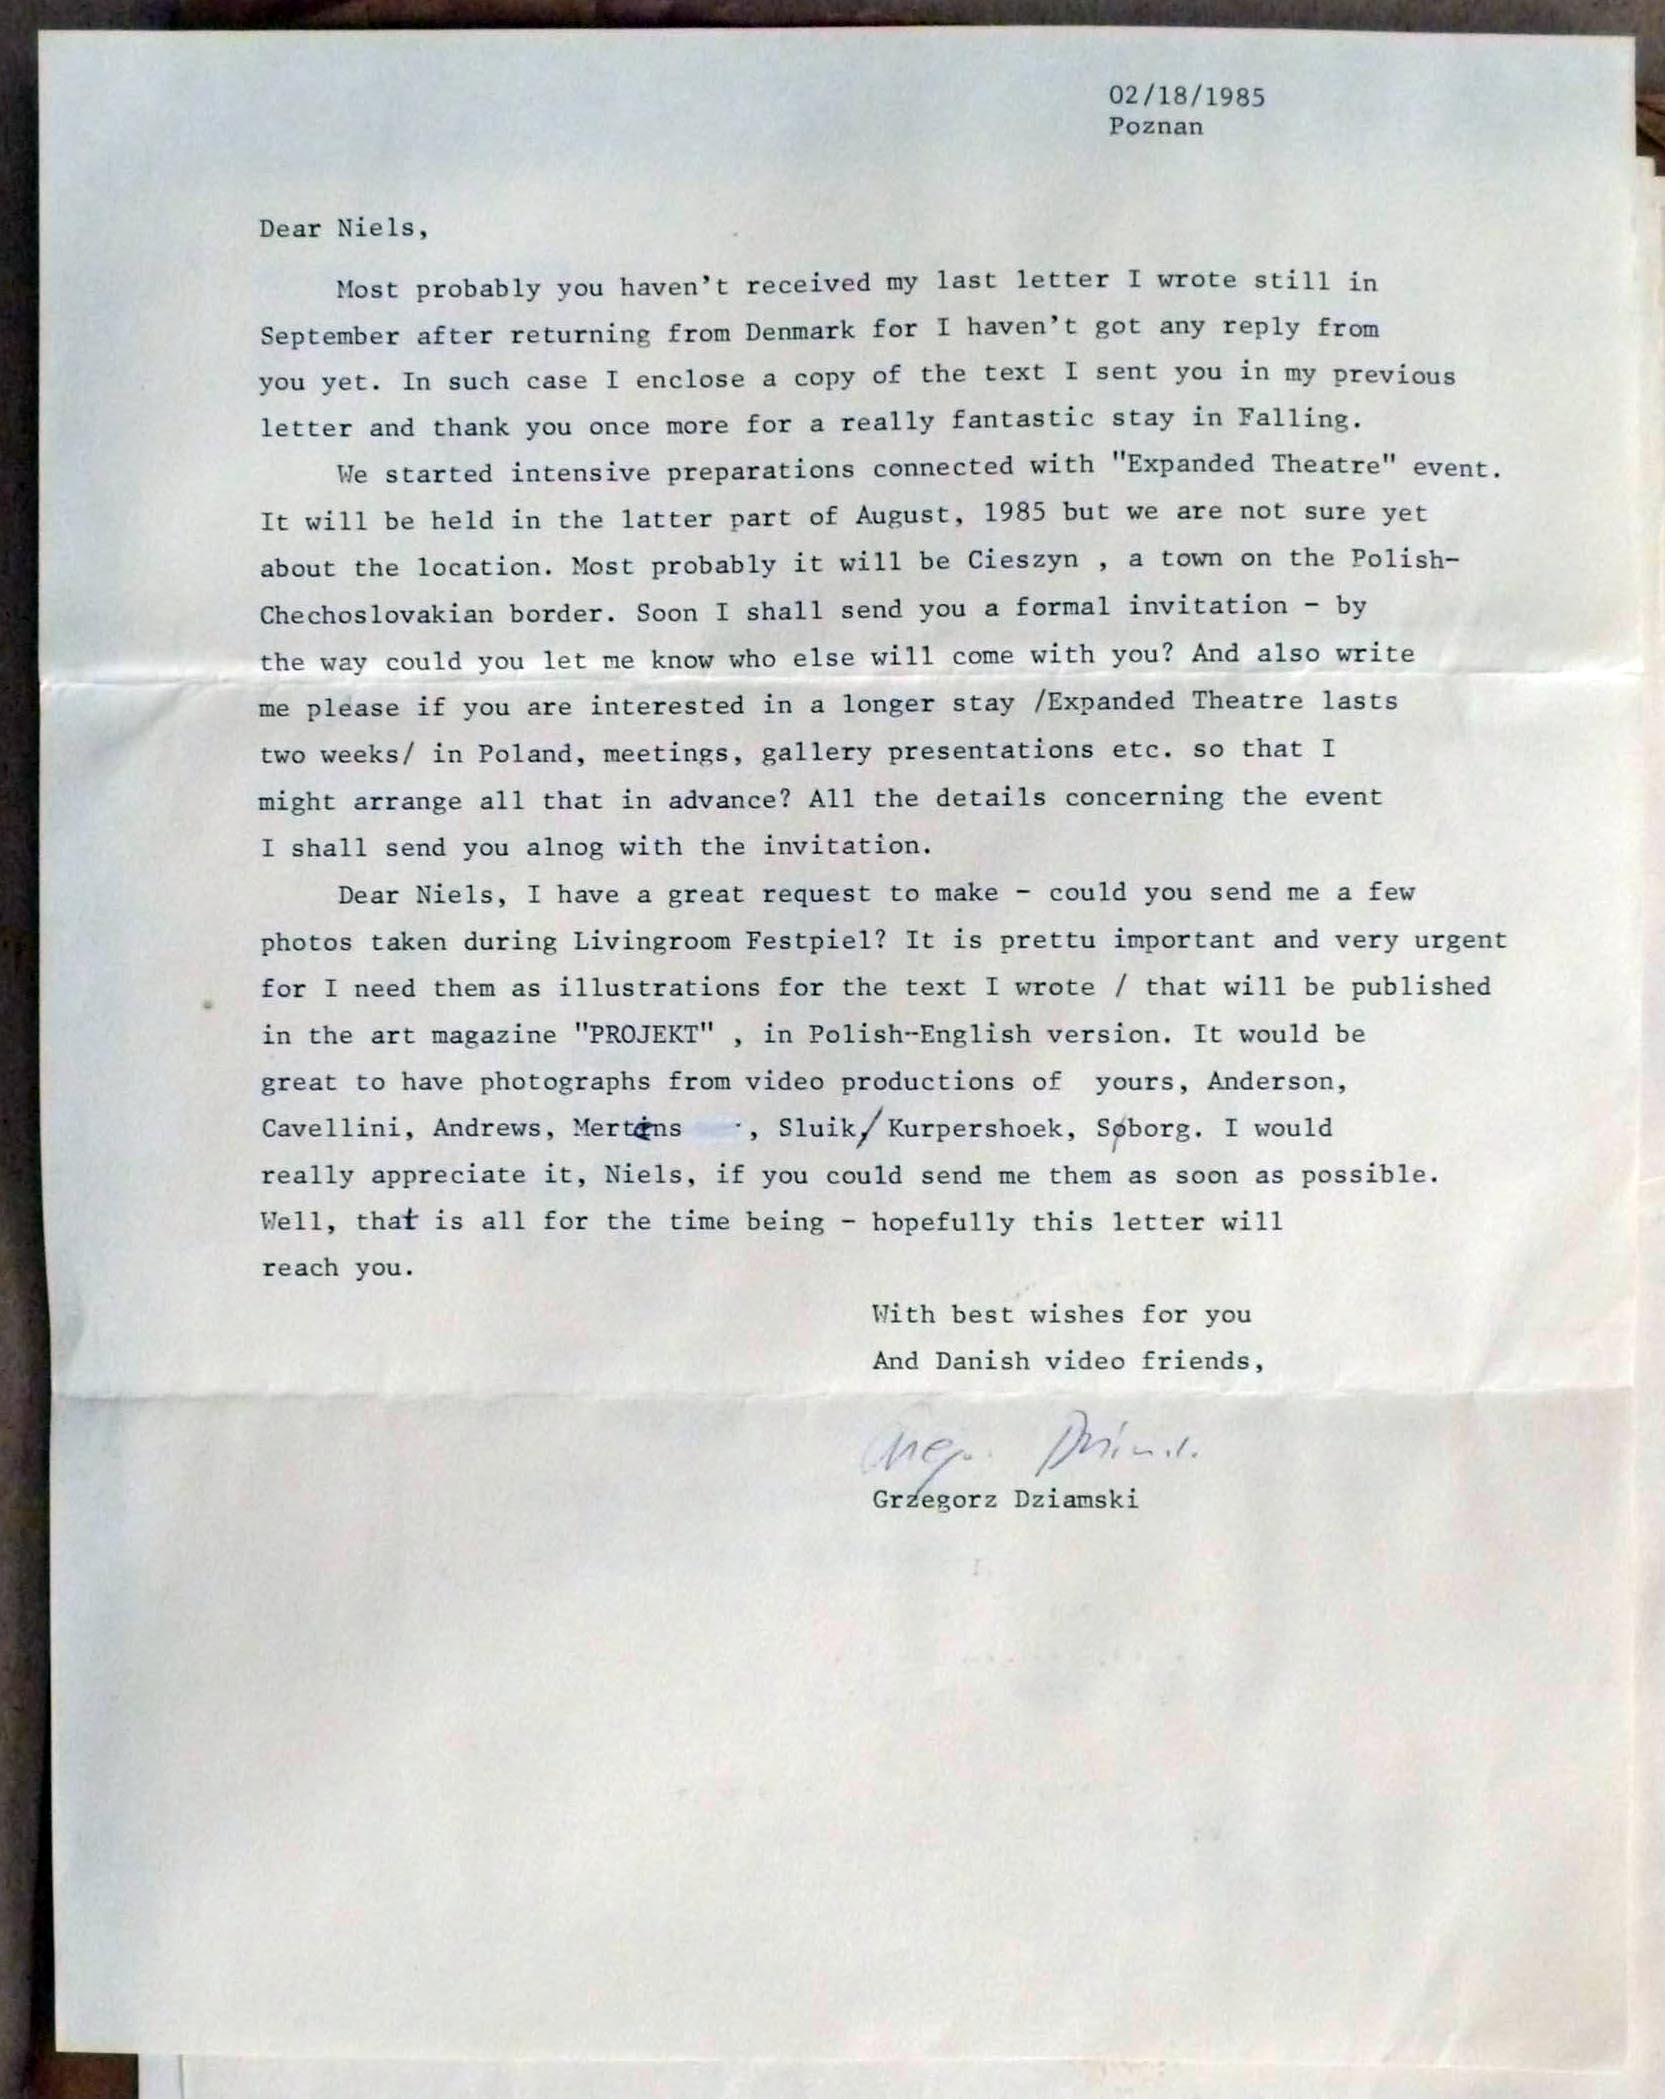 02/18/1985
Poznan
Dear Niels,
Most probably you haven't received my last letter I wrote still in
September after returning from Denmark for I haven't got any reply from
you yet. In such case I enclose a copy of the text I sent you in my previous
letter and thank you once more for a really fantastic stay in Falling.
We started intensive preparations connected with "Expanded Theatre" event.
It will be held in the latter part of August, 1985 but we are not sure yet
about the location. Most probably it will be Cieszyn , a town on the Polish-
Chechoslovakian border. Soon I shall send you a formal invitation - by
the way could you let me know who else will come with you? And also write
me please if you are interested in a longer stay /Expanded Theatre lasts
two weeks/ in Poland, meetings, gallery presentations etc. so that I
might arrange all that in advance? All the details concerning the event
I shall send you alnog with the invitation.
Dear Niels, I have a great request to make - could you send me a few
photos taken during Livingroom Festpiel? It is prettu important and very urgent
for I need them as illustrations for the text I wrote / that will be published
in the art magazine "PROJEKT" , in Polish--English version. It would be
great to have photographs from video productions of yours, Anderson,
Cavellini, Andrews, , Sluik/Kurpershoek, Søborg. I would
really appreciate it, Niels, if you could send me them as soon as possible.
Well, that is all for the time being - hopefully this letter will
reach you.
With best wishes for you
And Danish video friends,
Grzegorz Dziamski